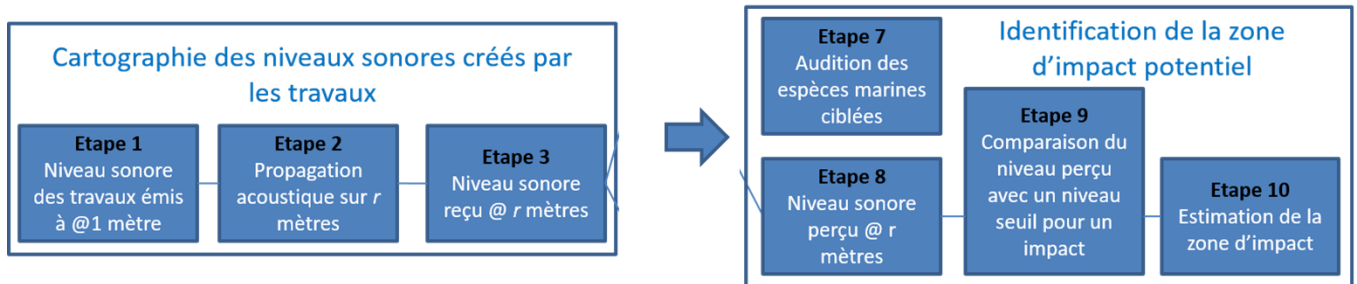 Cartographie des niveaux sonores créés par
les travaux
Etape 1
Niveau sonore
des travaux émis
à @1 mètre
Etape 2
Propagation
acoustique sur r
mètres
Etape 3
Niveau sonore
reçu @ r mètres
Identification de la zone
d'impact potentiel
Etape 7
Audition des
espèces marines
ciblées
Etape 8
Niveau sonore
perçu @ r
mètres
Etape 9
Comparaison du
niveau perçu
avec un niveau
seuil pour un
impact
Etape 10
Estimation de la
zone d'impact